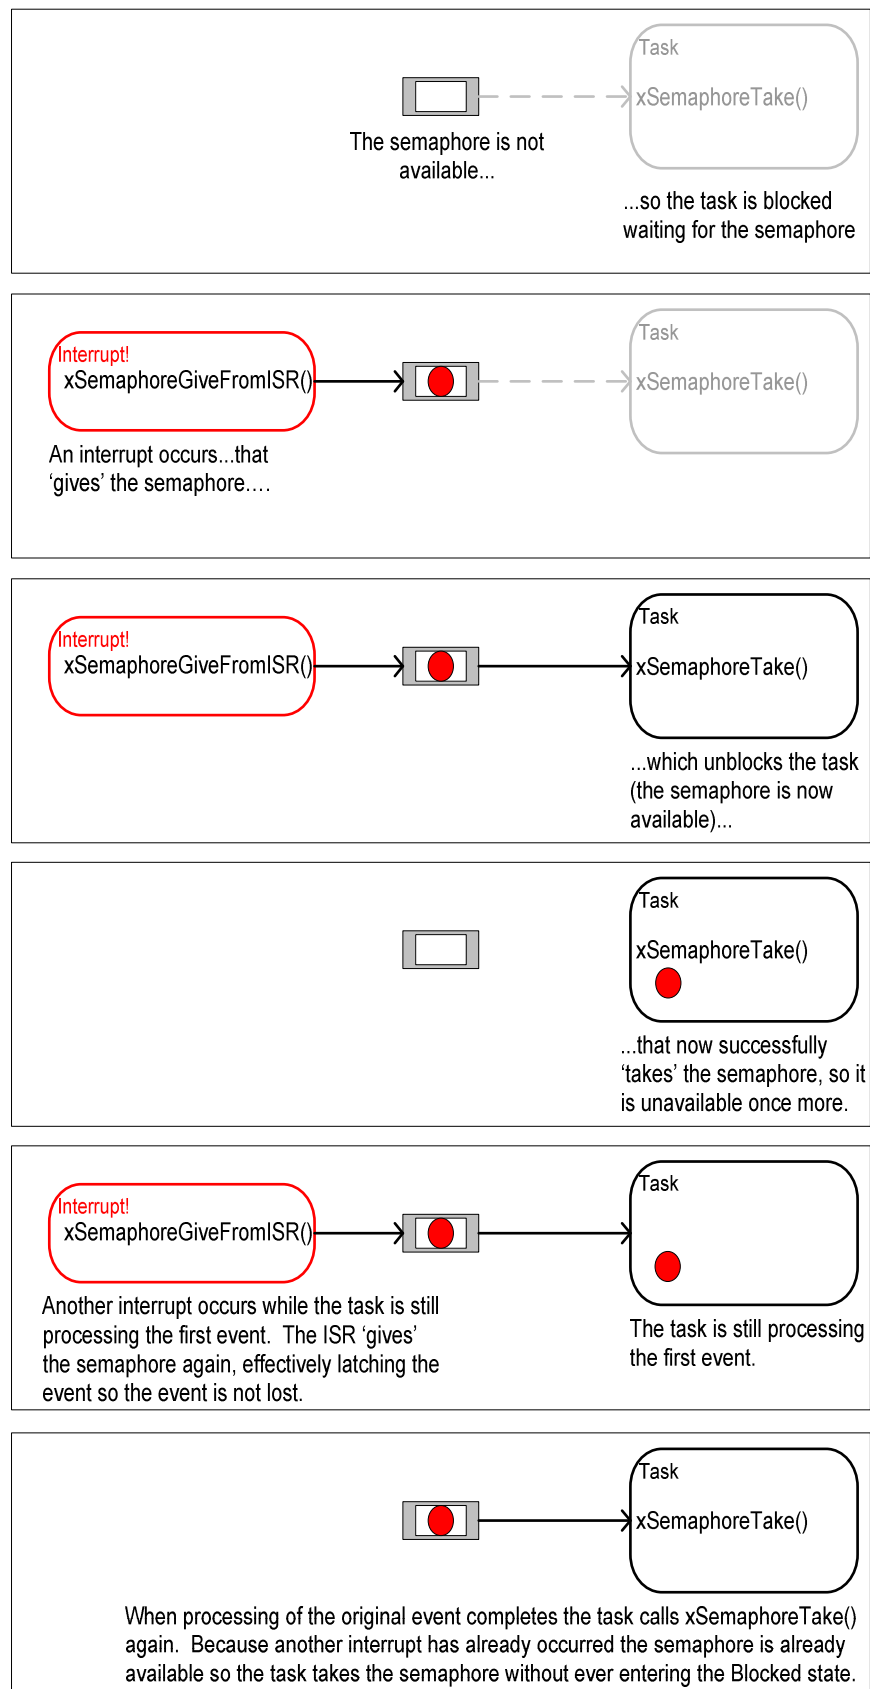 Task
xSemaphoreTake()
The semaphore is not
available...
...so the task is blocked
waiting for the semaphore
Interrupt!
xSemaphoreGiveFromISR()
Task
xSemaphoreTake()
An interrupt occurs...that
‘gives’ the semaphore....
Interrupt!
xSemaphoreGiveFromISR()
Task
xSemaphoreTake()
...which unblocks the task
(the semaphore is now
available)...
Task
xSemaphoreTake()
...that now successfully
‘takes’ the semaphore, so it
is unavailable once more.
Interrupt!
xSemaphoreGiveFromISR()
Task
Another interrupt occurs while the task is still
processing the first event.  The ISR ‘gives’
the semaphore again, effectively latching the
event so the event is not lost.
The task is still processing
the first event.
Task
xSemaphoreTake()
When processing of the original event completes the task calls xSemaphoreTake()
again.  Because another interrupt has already occurred the semaphore is already
available so the task takes the semaphore without ever entering the Blocked state.